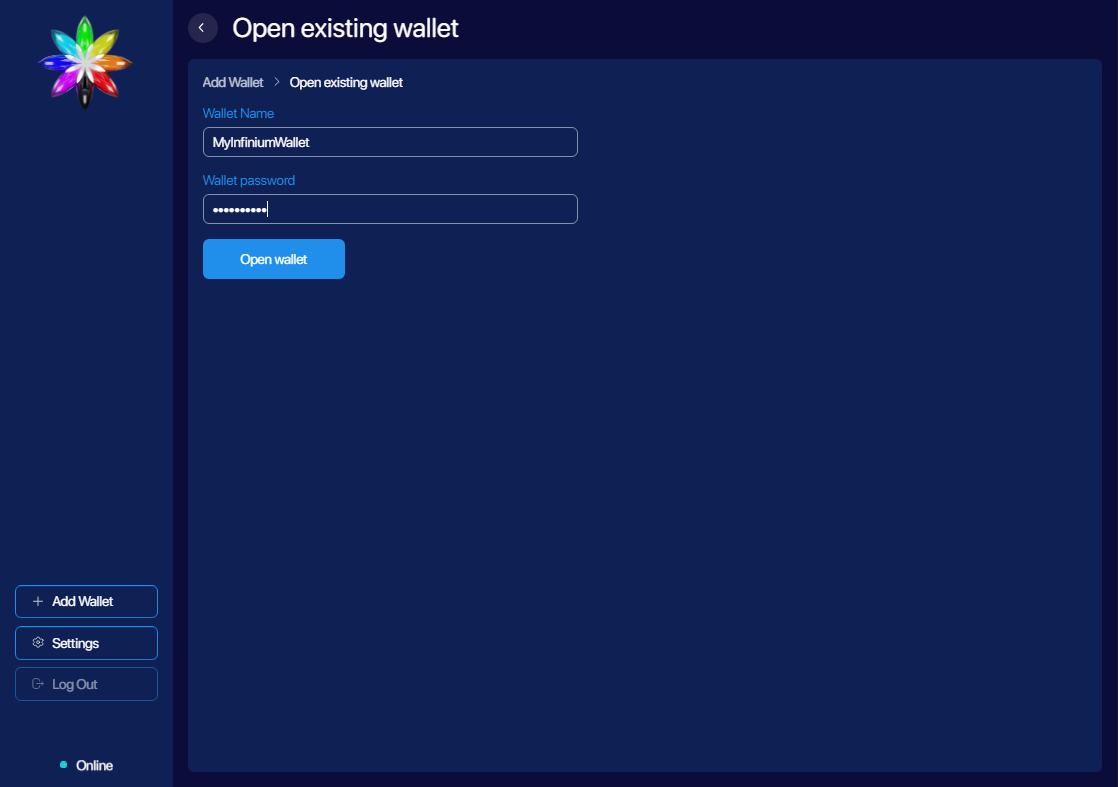 Open existing wallet
Add Wallet > Open existing wallet
Wallet Name
MyInfiniumWallet
Wallet password
••••••••••
Open wallet
Add Wallet
Settings
Log Out
Online